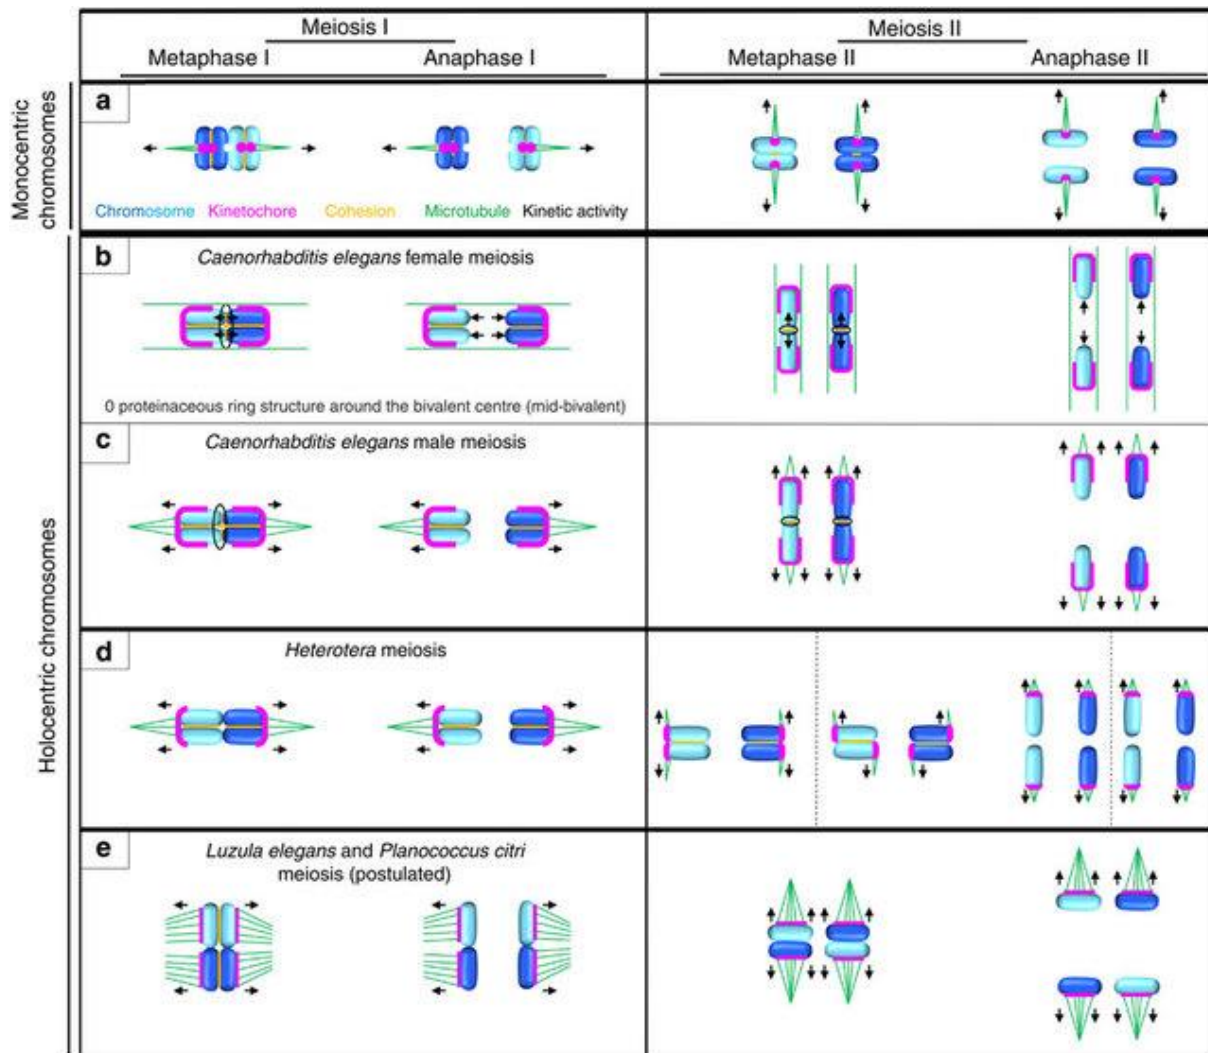 Meiosis I
Meiosis II
Metaphase I
Anaphase I
Metaphase II
Anaphase II
Monocentric
chromosomes
a
Chromosome Kinetochore Cohesion Microtubule Kinetic activity
Holocentric chromosomes
b
Caenorhabditis elegans female meiosis
0 proteinaceous ring structure around the bivalent centre (mid-bivalent)
c
Caenorhabditis elegans male meiosis
d
Heterotera meiosis
e
Luzula elegans and Planococcus citri
meiosis (postulated)